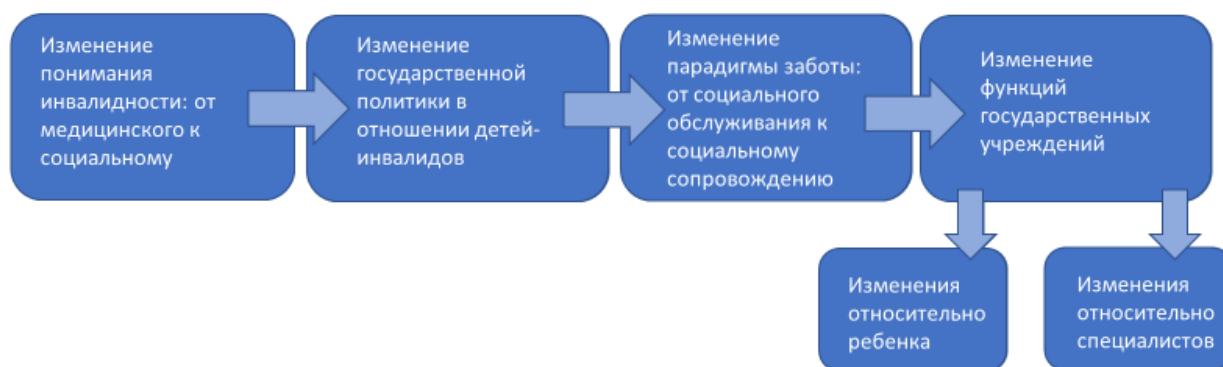 Изменение
понимания
инвалидности: от
медицинского к
социальному
Изменение
государственной
политики в
отношении детей-
инвалидов
Изменение
парадигмы заботы:
от социального
обслуживания к
социальному
сопровождению
Изменение
функций
государственных
учреждений
Изменения
относительно
ребенка
Изменения
относительно
специалистов